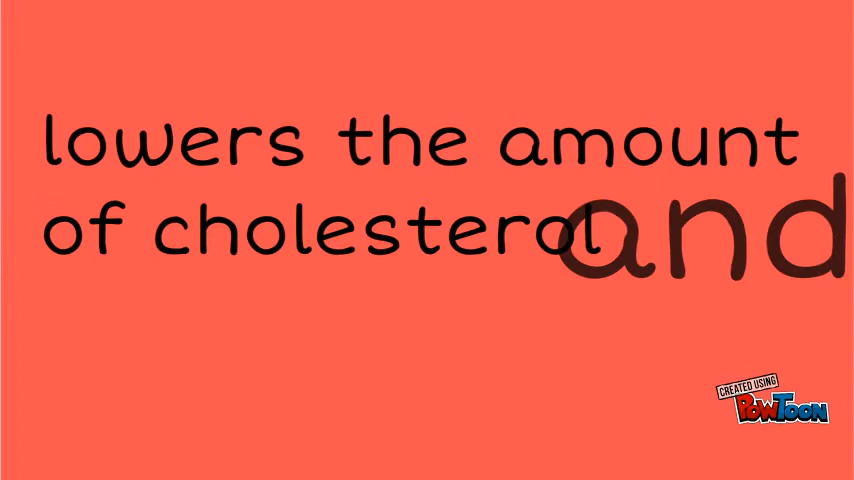 lowers the amount
of cholesterol
and
CREATED USING
POWTOON